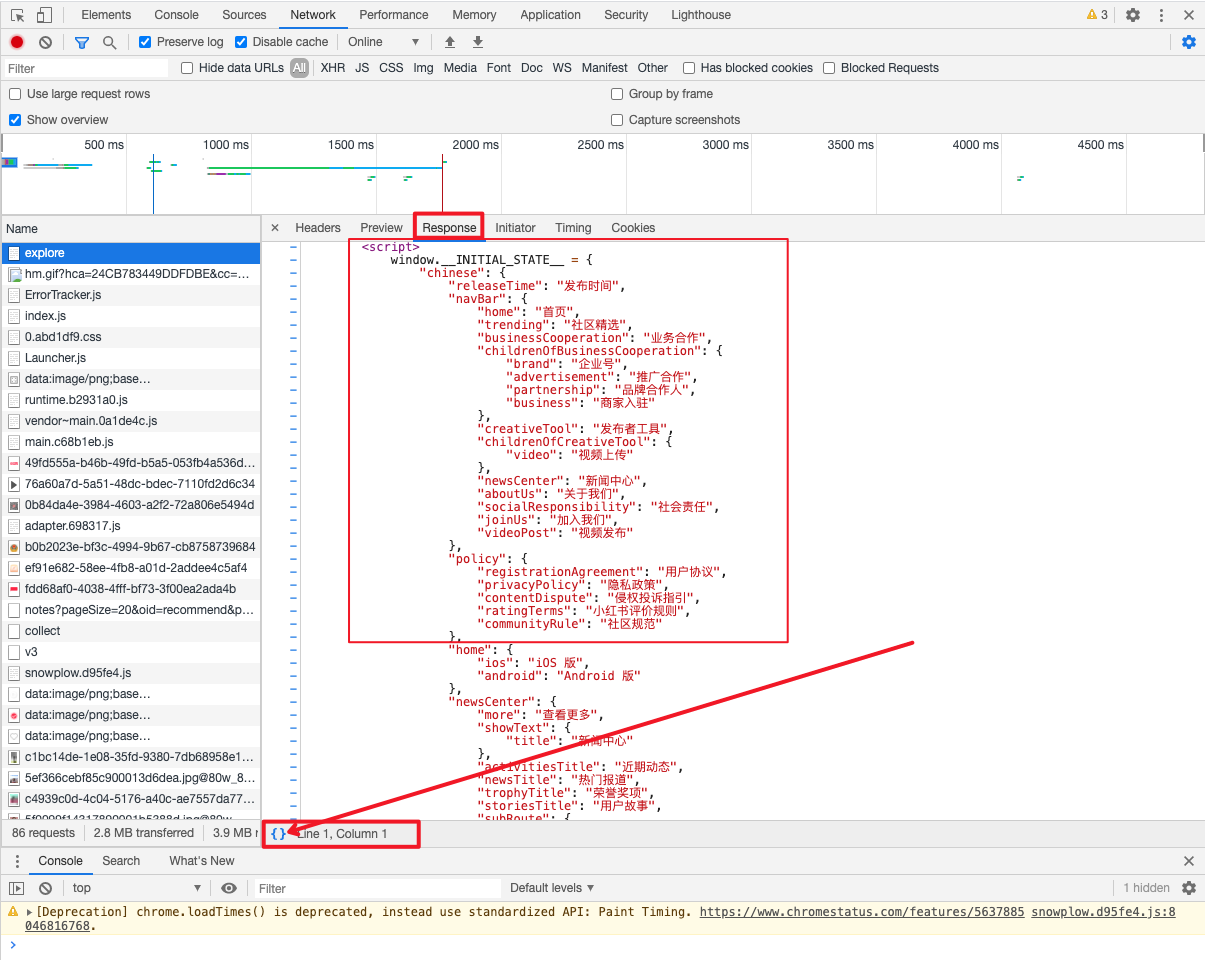 Elements Console Sources Network Performance Memory Application Security Lighthouse 3
Preserve log Disable cache Online
Filter Hide data URLs All XHR JS CSS Img Media Font Doc WS Manifest Other Has blocked cookies Blocked Requests
Use large request rows Group by frame
Show overview Capture screenshots
500 ms 1000 ms 1500 ms 2000 ms 2500 ms 3000 ms 3500 ms 4000 ms 4500 ms
Name
explore
hm.gif?hca=24CB783449DDFDBE&cc=…
ErrorTracker.js
index.js
0.abd1df9.css
Launcher.js
data:image/png;base…
runtime.b2931a0.js
vendor~main.0a1de4c.js
main.c68b1eb.js
49fd555a-b46b-49fd-b5a5-053fb4a536d…
76a60a7d-5a51-48dc-bdec-7110fd2d6c34
0b84da4e-3984-4603-a2f2-72a806e5494d
adapter.698317.js
b0b2023e-bf3c-4994-9b67-cb8758739684
ef91e682-58ee-4fb8-a01d-2addee4c5af4
fdd68af0-4038-4fff-bf73-3f00ea2ada4b
notes?pageSize=20&oid=recommend&p…
collect
v3
snowplow.d95fe4.js
data:image/png;base…
data:image/png;base…
data:image/png;base…
c1bc14de-1e08-35fd-9380-7db68958e1…
5ef366cebf85c900013d6dea.jpg@80w_8…
c4939c0d-4c04-5176-a40c-ae7557da77…
86 requests 2.8 MB transferred 3.9 MB r
× Headers Preview Response Initiator Timing Cookies
<script>
window.__INITIAL_STATE__ = {
"chinese": {
"releaseTime": "发布时间",
"navBar": {
"home": "首页",
"trending": "社区精选",
"businessCooperation": "业务合作",
"childrenOfBusinessCooperation": {
"brand": "企业号",
"advertisement": "推广合作",
"partnership": "品牌合作人",
"business": "商家入驻"
},
"creativeTool": "发布者工具",
"childrenOfCreativeTool": {
"video": "视频上传"
},
"newsCenter": "新闻中心",
"aboutUs": "关于我们",
"socialResponsibility": "社会责任",
"joinUs": "加入我们",
"videoPost": "视频发布"
},
"policy": {
"registrationAgreement": "用户协议",
"privacyPolicy": "隐私政策",
"contentDispute": "侵权投诉指引",
"ratingTerms": "小红书评价规则",
"communityRule": "社区规范"
},
"home": {
"ios": "iOS 版",
"android": "Android 版"
},
"newsCenter": {
"more": "查看更多",
"showText": {
"title": "新闻中心"
},
"activitiesTitle": "近期动态",
"newsTitle": "热门报道",
"trophyTitle": "荣誉奖项",
"storiesTitle": "用户故事",
"subRoute": {
{} Line 1, Column 1
Console Search What's New
top Filter Default levels 1 hidden
[Deprecation] chrome.loadTimes() is deprecated, instead use standardized API: Paint Timing. https://www.chromestatus.com/features/5637885 snowplow.d95fe4.js:8
046816768.